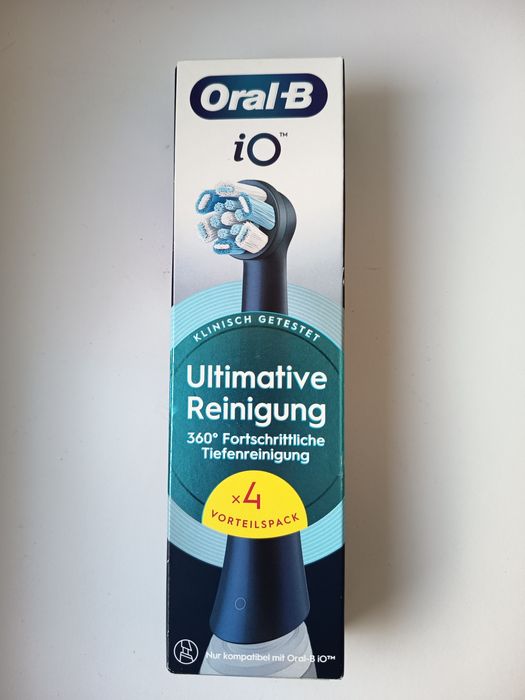 Oral-B
iO™
KLINISCH GETESTET
Ultimative
Reinigung
360° Fortschrittliche
Tiefenreinigung
x4
VORTEILSPACK
Nur kompatibel mit Oral-B iO™